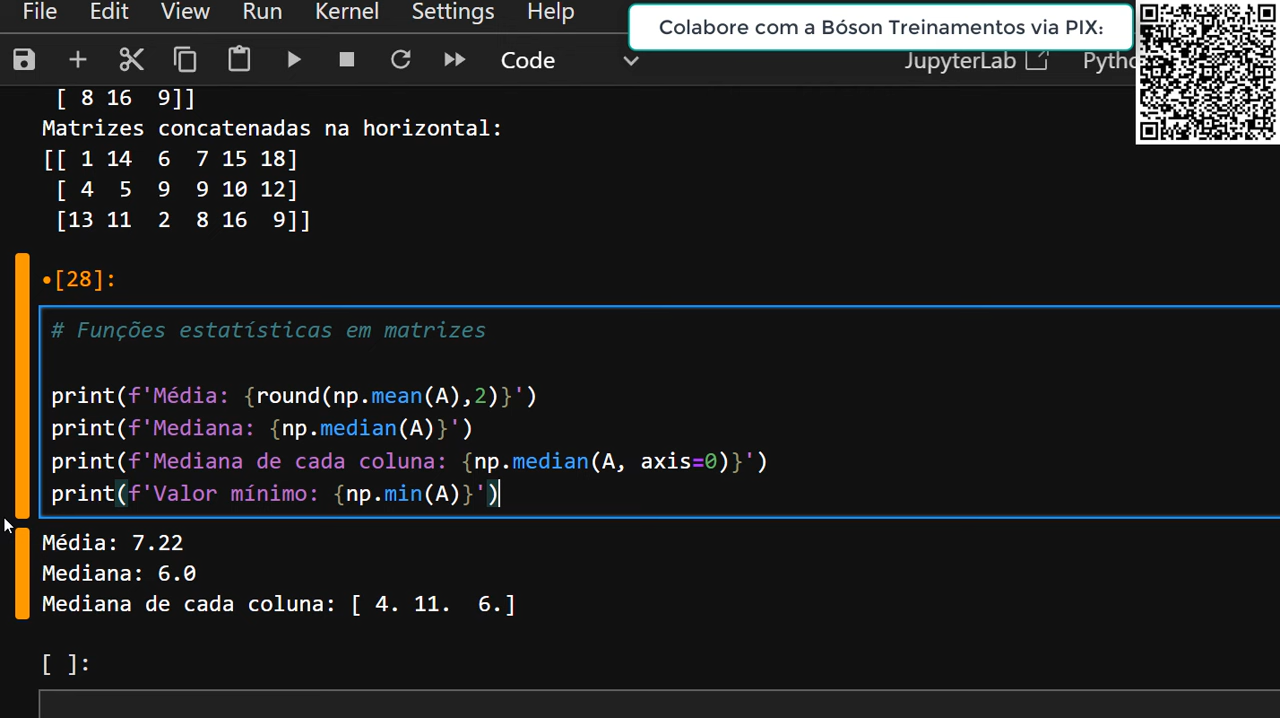 File Edit View Run Kernel Settings Help
Colabore com a Bóson Treinamentos via PIX:
Code JupyterLab Pytho
[ 8 16 9]]
Matrizes concatenadas na horizontal:
[[ 1 14 6 7 15 18]
[ 4 5 9 9 10 12]
[13 11 2 8 16 9]]
•[28]:
# Funções estatísticas em matrizes
print(f'Média: {round(np.mean(A),2)}')
print(f'Mediana: {np.median(A)}')
print(f'Mediana de cada coluna: {np.median(A, axis=0)}')
print(f'Valor mínimo: {np.min(A)}')
Média: 7.22
Mediana: 6.0
Mediana de cada coluna: [ 4. 11. 6.]
[ ]: